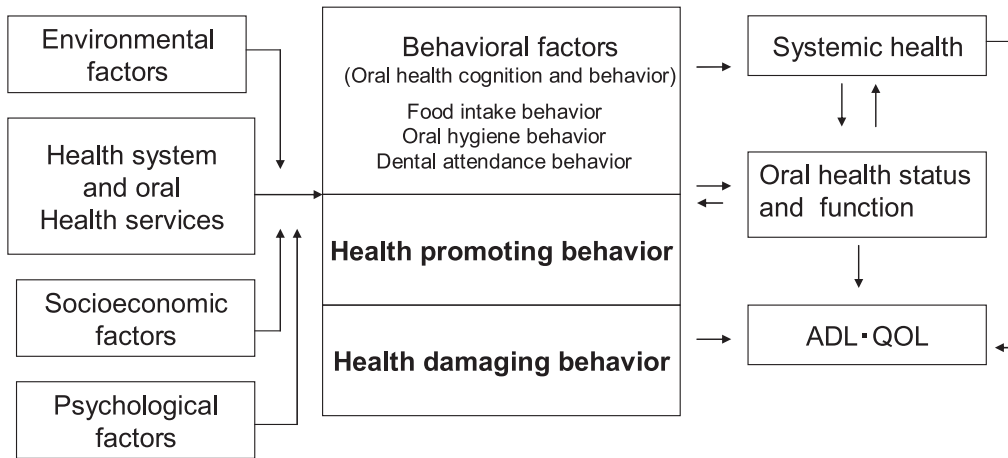 Environmental
factors
Health system
and oral
Health services
Socioeconomic
factors
Psychological
factors
Behavioral factors
(Oral health cognition and behavior)
Food intake behavior
Oral hygiene behavior
Dental attendance behavior
Health promoting behavior
Health damaging behavior
Systemic health
Oral health status
and function
ADL・QOL